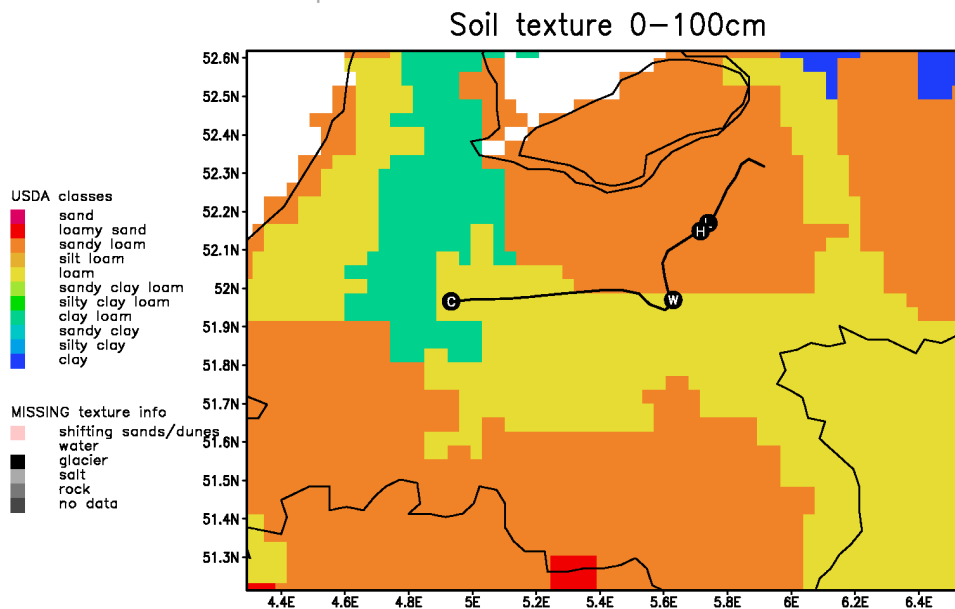 Soil texture 0-100cm
52.6N
52.5N
52.4N
52.3N
52.2N
52.1N
52N
51.9N
51.8N
51.7N
51.6N
51.5N
51.4N
51.3N
4.4E 4.6E 4.8E 5E 5.2E 5.4E 5.6E 5.8E 6E 6.2E 6.4E
USDA classes
sand
loamy sand
sandy loam
silt loam
loam
sandy clay loam
silty clay loam
clay loam
sandy clay
silty clay
clay
MISSING texture info
shifting sands/dunes
water
glacier
salt
rock
no data
L
H
C
W